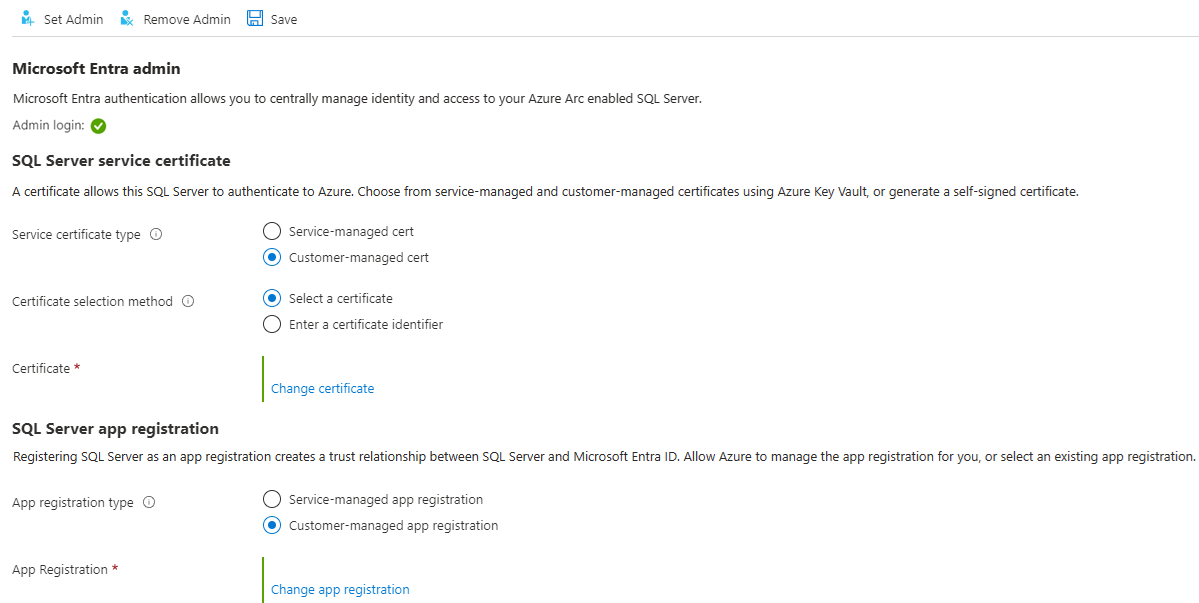 Set Admin Remove Admin Save
Microsoft Entra admin
Microsoft Entra authentication allows you to centrally manage identity and access to your Azure Arc enabled SQL Server.
Admin login:
SQL Server service certificate
A certificate allows this SQL Server to authenticate to Azure. Choose from service-managed and customer-managed certificates using Azure Key Vault, or generate a self-signed certificate.
Service certificate type
Service-managed cert
Customer-managed cert
Certificate selection method
Select a certificate
Enter a certificate identifier
Certificate *
Change certificate
SQL Server app registration
Registering SQL Server as an app registration creates a trust relationship between SQL Server and Microsoft Entra ID. Allow Azure to manage the app registration for you, or select an existing app registration.
App registration type
Service-managed app registration
Customer-managed app registration
App Registration *
Change app registration